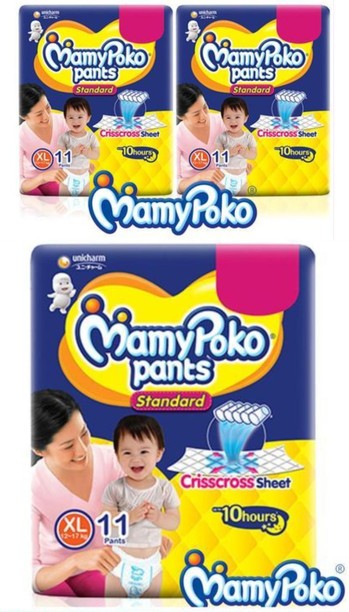 unicharm
MamyPoko
pants
Standard
Crisscross Sheet
10hours
XL
11
unicharm
MamyPoko
pants
Standard
Crisscross Sheet
10hours
XL
11
MamyPoko®
unicharm
ユニ・チャーム
MamyPoko
pants
Standard
Crisscross Sheet
10hours
XL
12-17 kg
11
Pants
MamyPoko®